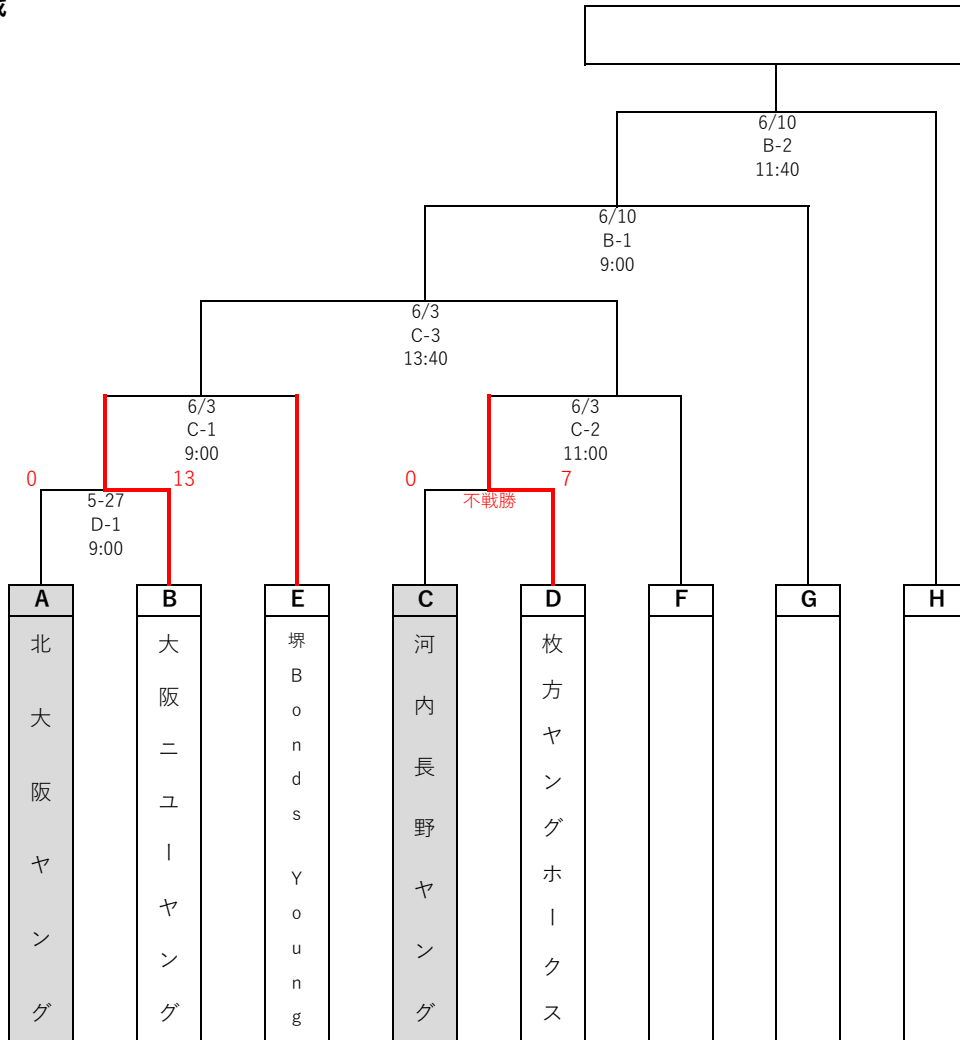 6/10
B-2
11:40
6/10
B-1
9:00
6/3
C-3
13:40
6/3
C-1
9:00
6/3
C-2
11:00
0
13
0
7
5-27
D-1
9:00
不戦勝
A
B
E
C
D
F
G
H
北大阪ヤング
大阪ニューヤング
堺Bonds Young
河内長野ヤング
枚方ヤングホークス